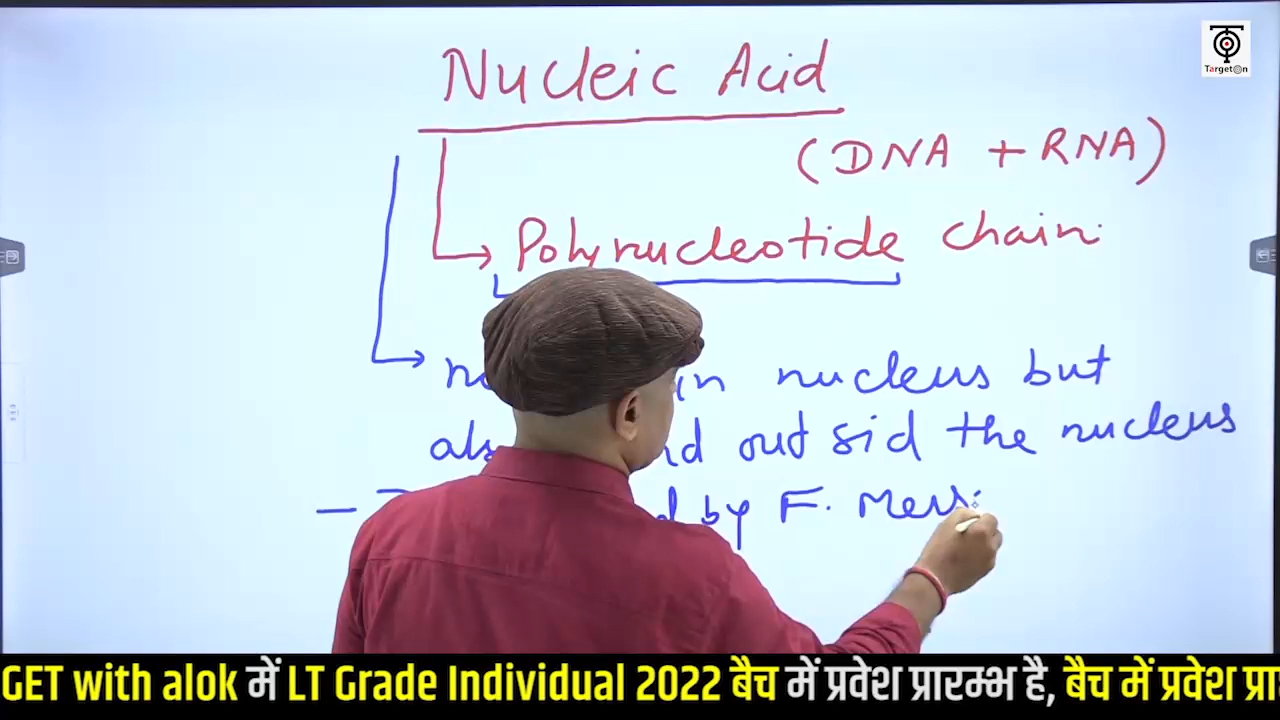 Target@n
Nucleic Acid
(DNA + RNA)
Polynucleotide chain
in nucleus but
out sid the nucleus
by F. Mers
GET with alok में LT Grade Individual 2022 बैच में प्रवेश प्रारम्भ है, बैच में प्रवेश प्रा